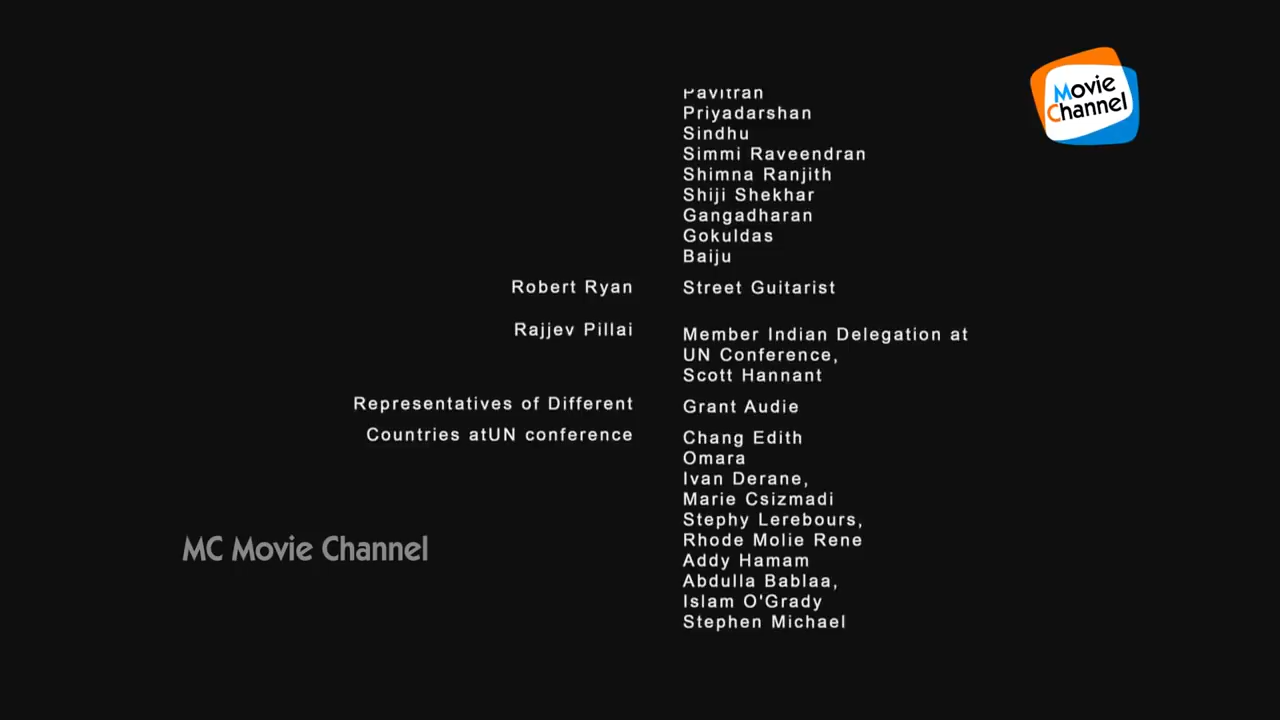 Pavitran
Priyadarshan
Sindhu
Simmi Raveendran
Shimna Ranjith
Shiji Shekhar
Gangadharan
Gokuldas
Baiju
Robert Ryan Street Guitarist
Rajjev Pillai Member Indian Delegation at
UN Conference,
Scott Hannant
Representatives of Different Grant Audie
Countries atUN conference Chang Edith
Omara
Ivan Derane,
Marie Csizmadi
Stephy Lerebours,
Rhode Molie Rene
Addy Hamam
Abdulla Bablaa,
Islam O'Grady
Stephen Michael
Movie
Channel
MC Movie Channel